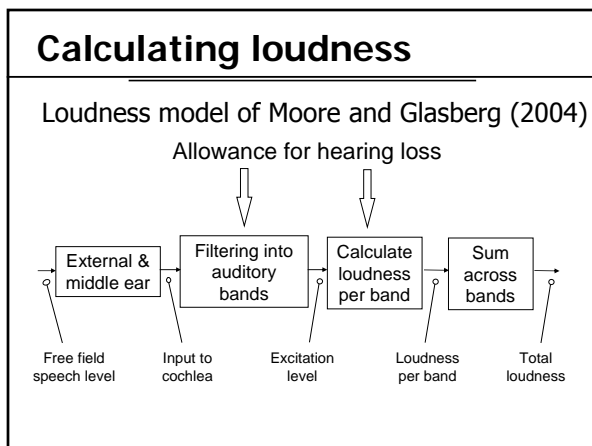 Calculating loudness
Loudness model of Moore and Glasberg (2004)
Allowance for hearing loss
External &
middle ear
Filtering into
auditory
bands
Calculate
loudness
per band
Sum
across
bands
Free field
speech level
Input to
cochlea
Excitation
level
Loudness
per band
Total
loudness